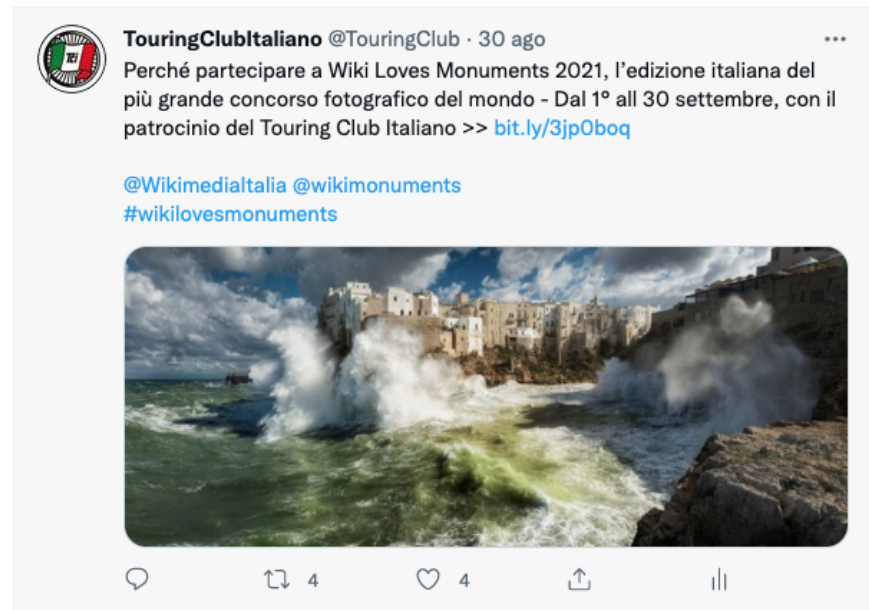 TouringClubItaliano @TouringClub · 30 ago
Perché partecipare a Wiki Loves Monuments 2021, l’edizione italiana del
più grande concorso fotografico del mondo - Dal 1° all 30 settembre, con il
patrocinio del Touring Club Italiano >> bit.ly/3jp0boq
@WikimediaItalia @wikimonuments
#wikilovesmonuments
4 4